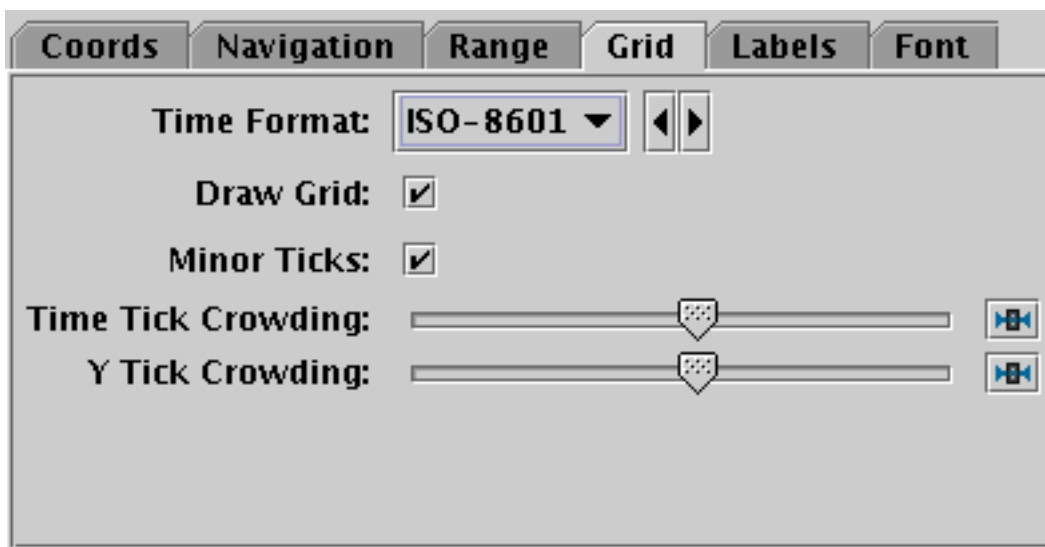 Coords Navigation Range Grid Labels Font
Time Format: ISO-8601
Draw Grid:
Minor Ticks:
Time Tick Crowding:
Y Tick Crowding: